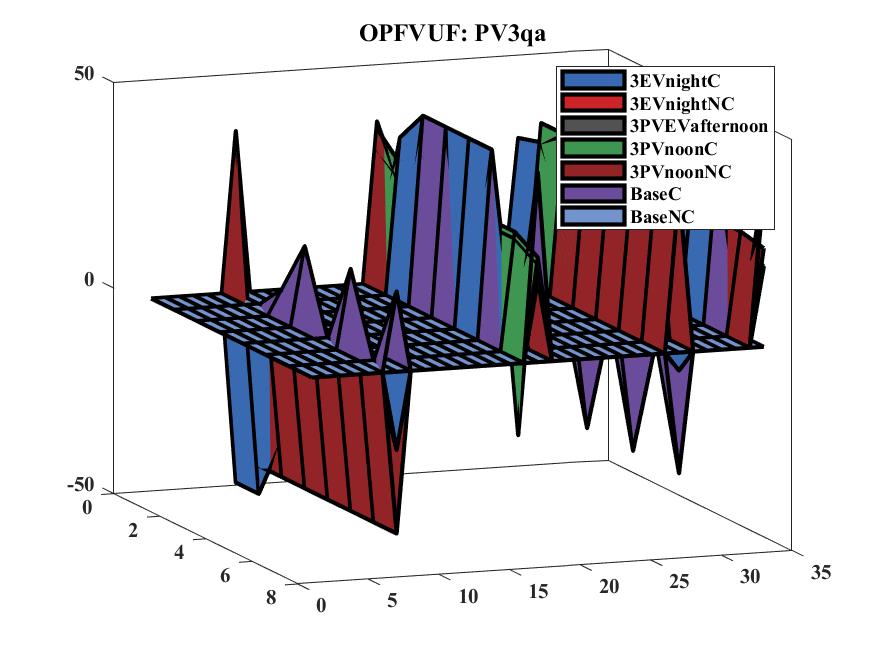 OPFVUF: PV3qa
3EVnightC
3EVnightNC
3PVEVafternoon
3PVnoonC
3PVnoonNC
BaseC
BaseNC
50
0
-50
0
2
4
6
8
0
5
10
15
20
25
30
35